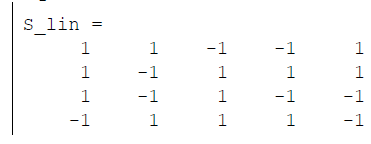 S_lin =
1 1 -1 -1 1
1 -1 1 1 1
1 -1 1 -1 -1
-1 1 1 1 -1